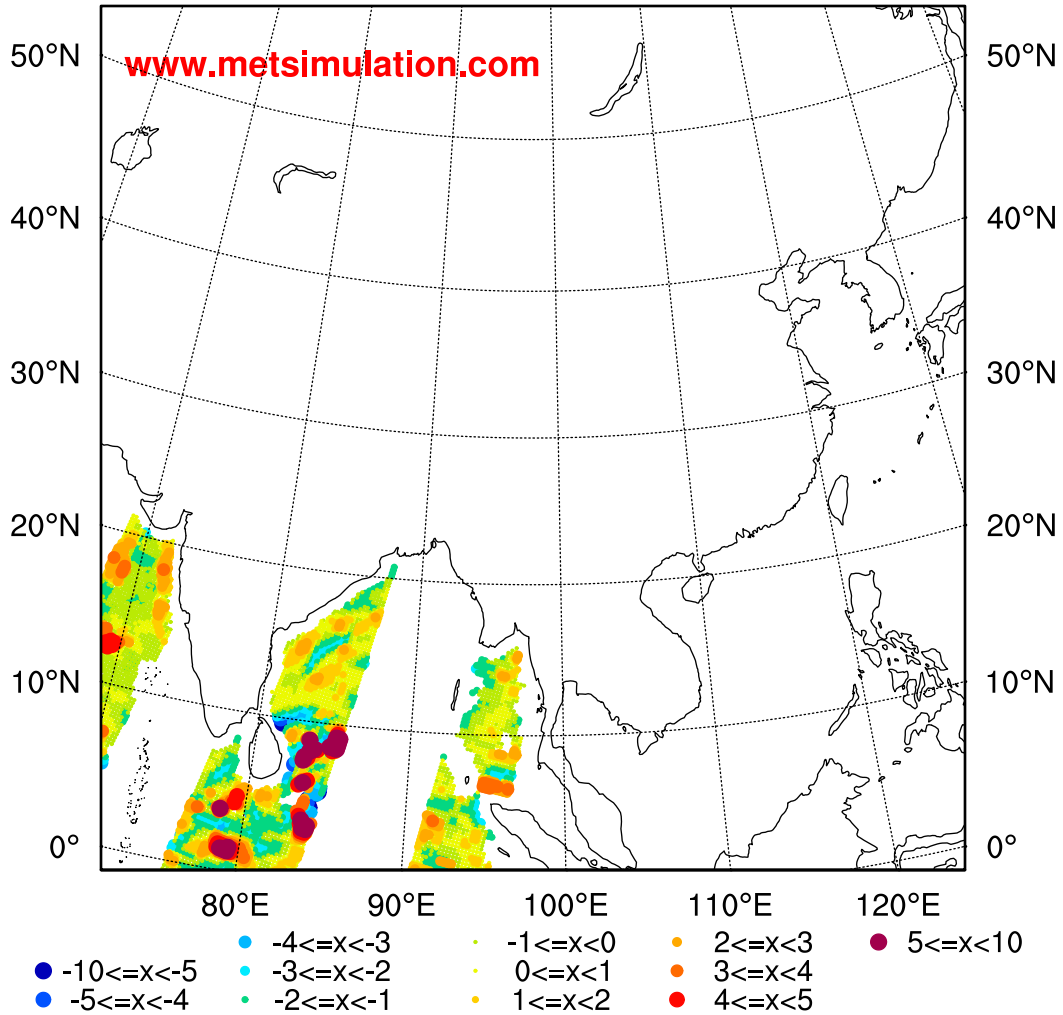 www.metsimulation.com
50°N 50°N
40°N 40°N
30°N 30°N
20°N 20°N
10°N 10°N
0° 0°
80°E 90°E 100°E 110°E 120°E
-4<=x<-3 -1<=x<0 2<=x<3 5<=x<10
-10<=x<-5 -3<=x<-2 0<=x<1 3<=x<4
-5<=x<-4 -2<=x<-1 1<=x<2 4<=x<5